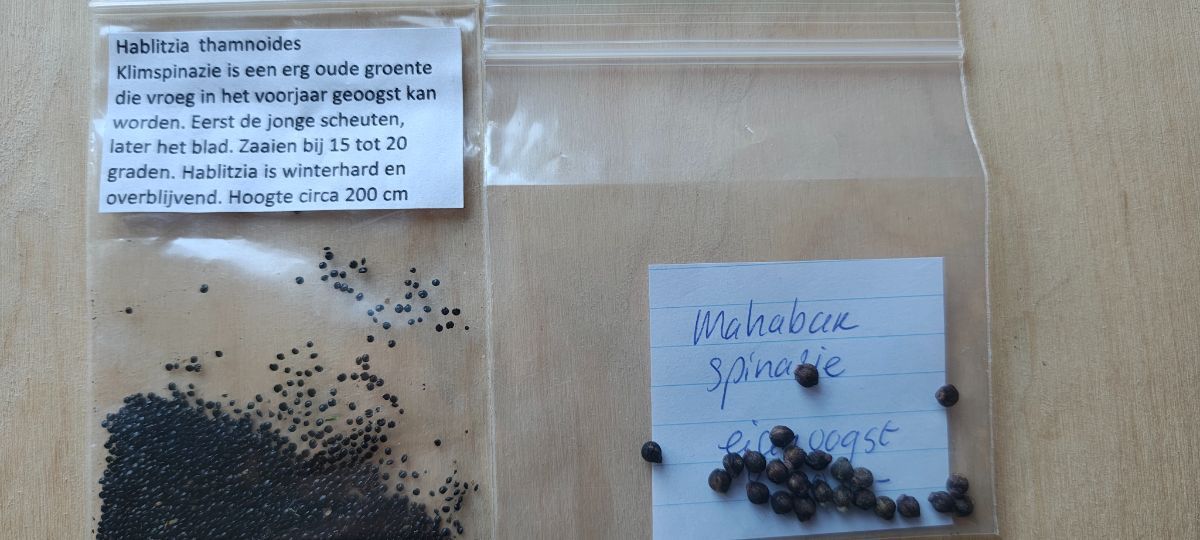 Hablitzia thamnoides
Klimspinazie is een erg oude groente
die vroeg in het voorjaar geoogst kan
worden. Eerst de jonge scheuten,
later het blad. Zaaien bij 15 tot 20
graden. Hablitzia is winterhard en
overblijvend. Hoogte circa 200 cm
Mahabak
spinazie